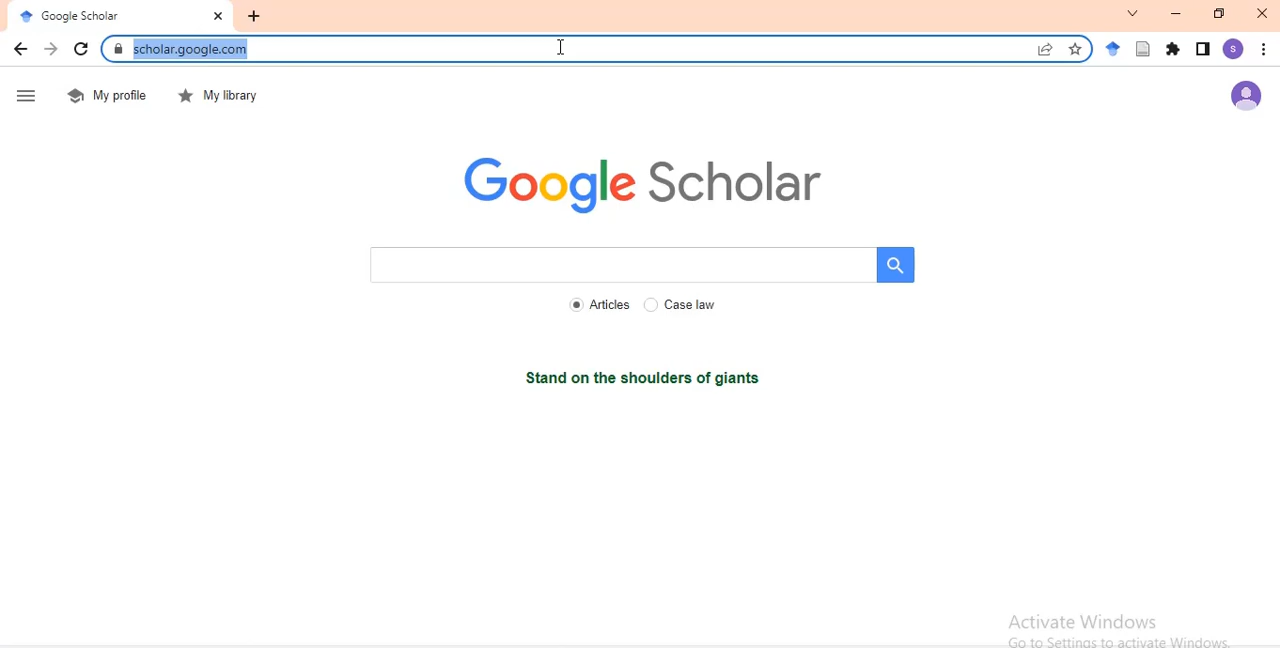 Google Scholar
scholar.google.com
S
My profile
My library
Google Scholar
Articles
Case law
Stand on the shoulders of giants
Activate Windows
Go to Settings to activate Windows.